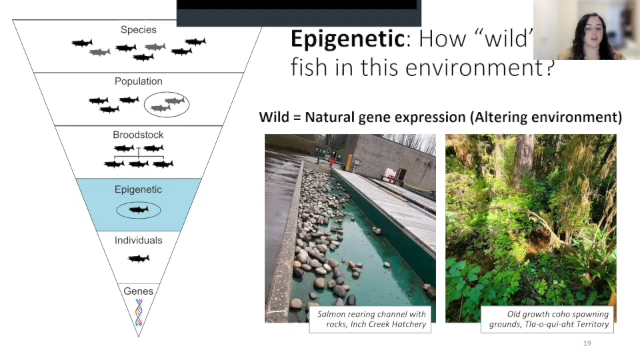 Species
Population
Broodstock
Epigenetic
Individuals
Genes
Epigenetic: How “wild”
fish in this environment?
Wild = Natural gene expression (Altering environment)
Salmon rearing channel with
rocks, Inch Creek Hatchery
Old growth coho spawning
grounds, Tla-o-qui-aht Territory
19